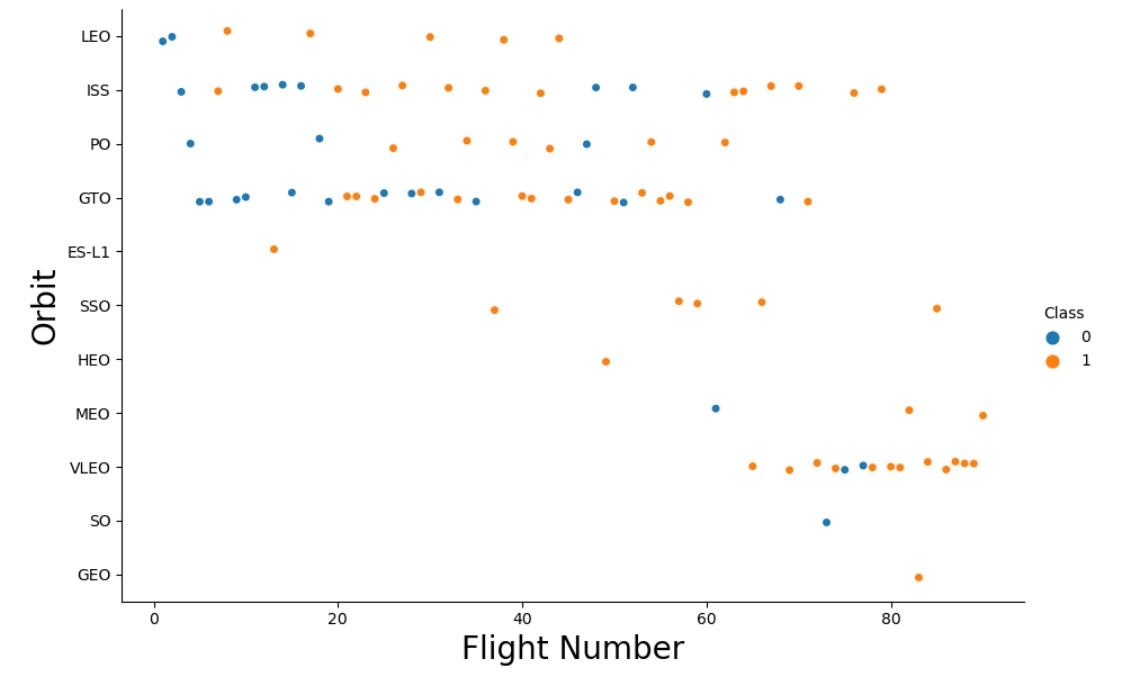 LEO
ISS
PO
GTO
ES-L1
SSO
HEO
MEO
VLEO
SO
GEO
Orbit
0 20 40 60 80
Flight Number
Class
0
1